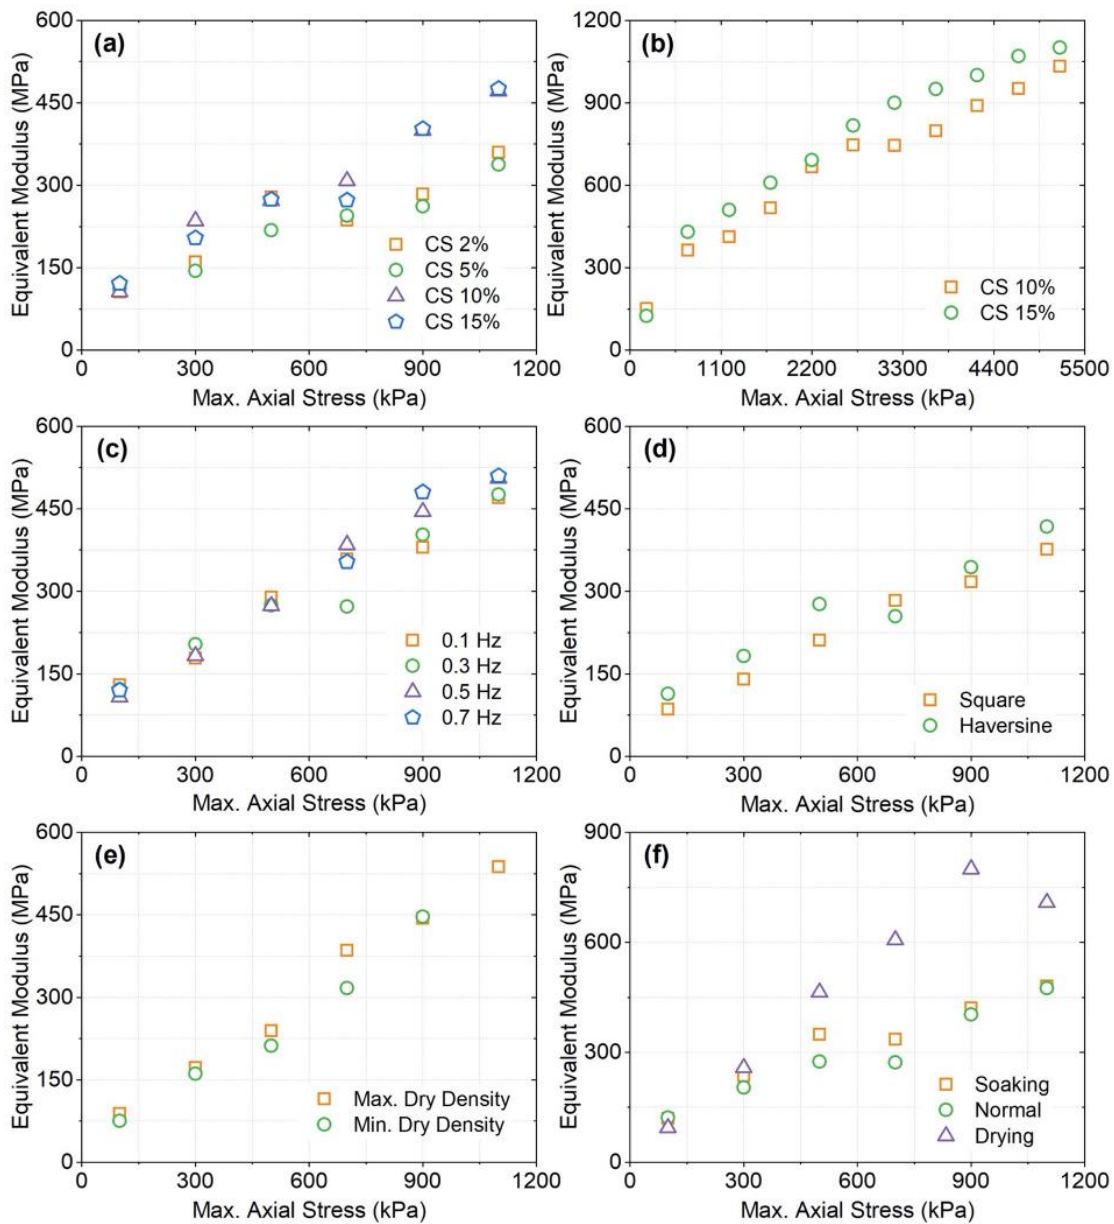 (a)
600
450
300
150
0
Equivalent Modulus (MPa)
CS 2%
CS 5%
CS 10%
CS 15%
0 300 600 900 1200
Max. Axial Stress (kPa)
(b)
1200
900
600
300
0
Equivalent Modulus (MPa)
CS 10%
CS 15%
0 1100 2200 3300 4400 5500
Max. Axial Stress (kPa)
(c)
600
450
300
150
0
Equivalent Modulus (MPa)
0.1 Hz
0.3 Hz
0.5 Hz
0.7 Hz
0 300 600 900 1200
Max. Axial Stress (kPa)
(d)
600
450
300
150
0
Equivalent Modulus (MPa)
Square
Haversine
0 300 600 900 1200
Max. Axial Stress (kPa)
(e)
600
450
300
150
0
Equivalent Modulus (MPa)
Max. Dry Density
Min. Dry Density
0 300 600 900 1200
Max. Axial Stress (kPa)
(f)
900
600
300
0
Equivalent Modulus (MPa)
Soaking
Normal
Drying
0 300 600 900 1200
Max. Axial Stress (kPa)